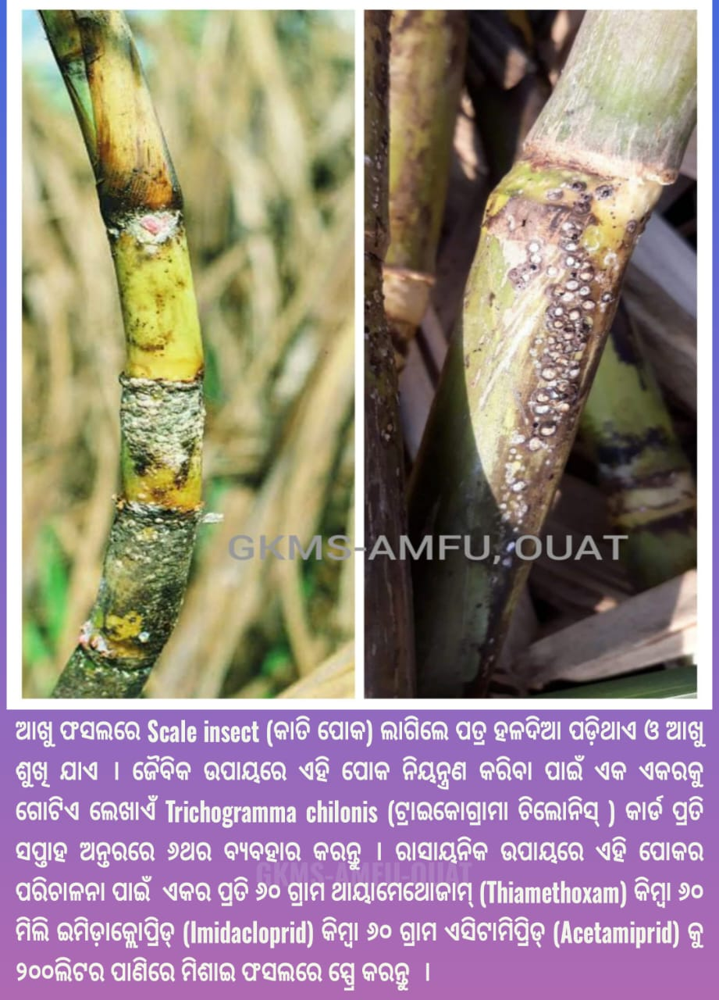 GKMS-AMFU, OUAT
ଆଖୁ ଫସଲରେ Scale insect (କାତି ପୋକ) ଲାଗିଲେ ପତ୍ର ହଳଦିଆ ପଡ଼ିଥାଏ ଓ ଆଖୁ
ଶୁଖି ଯାଏ । ଜୈବିକ ଉପାୟରେ ଏହି ପୋକ ନିୟନ୍ତ୍ରଣ କରିବା ପାଇଁ ଏକ ଏକରକୁ
ଗୋଟିଏ ଲେଖାଏଁ Trichogramma chilonis (ଟ୍ରାଇକୋଗ୍ରାମା ଚିଲୋନିସ୍ ) କାର୍ଡ ପ୍ରତି
ସପ୍ତାହ ଅନ୍ତରରେ ୬ଥର ବ୍ୟବହାର କରନ୍ତୁ । ରାସାୟନିକ ଉପାୟରେ ଏହି ପୋକର
GKMS-AMFU-OUAT
ପରିଚାଳନା ପାଇଁ ଏକର ପ୍ରତି ୬୦ ଗ୍ରାମ ଥାୟାମେଥୋଜାମ୍ (Thiamethoxam) କିମ୍ବା ୬୦
ମିଲି ଇମିଡ଼ାକ୍ଲୋପ୍ରିଡ୍ (Imidacloprid) କିମ୍ବା ୬୦ ଗ୍ରାମ ଏସିଟାମିପ୍ରିଡ୍ (Acetamiprid) କୁ
୨୦୦ଲିଟର ପାଣିରେ ମିଶାଇ ଫସଲରେ ସ୍ପ୍ରେ କରନ୍ତୁ ।